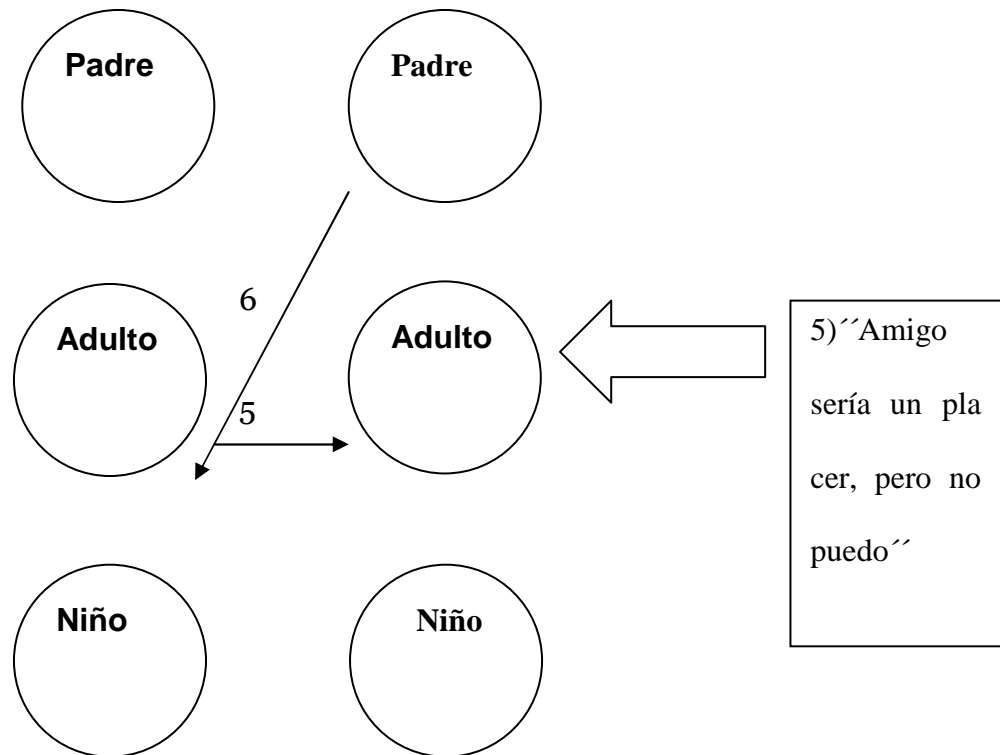 Padre
Padre
6
Adulto
Adulto
5
5)´´Amigo
sería un pla
cer, pero no
puedo´´
Niño
Niño